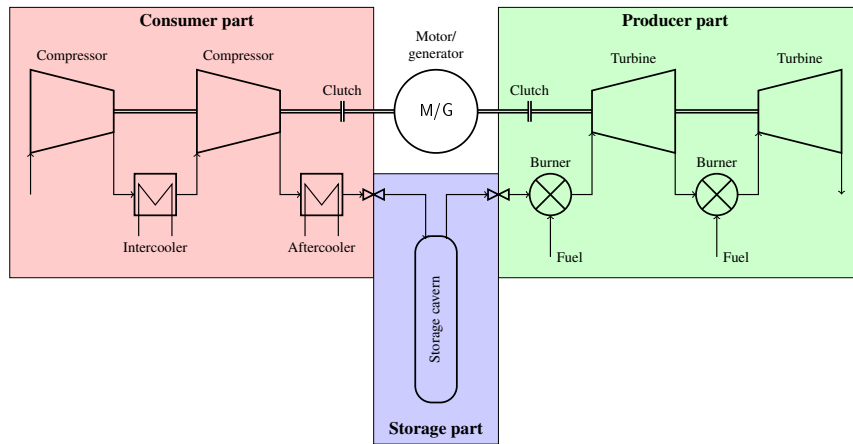 Consumer part
Producer part
Compressor
Compressor
Motor/
generator
Turbine
Turbine
Clutch
Clutch
M/G
Burner
Burner
Intercooler
Aftercooler
Fuel
Fuel
Storage cavern
Storage part